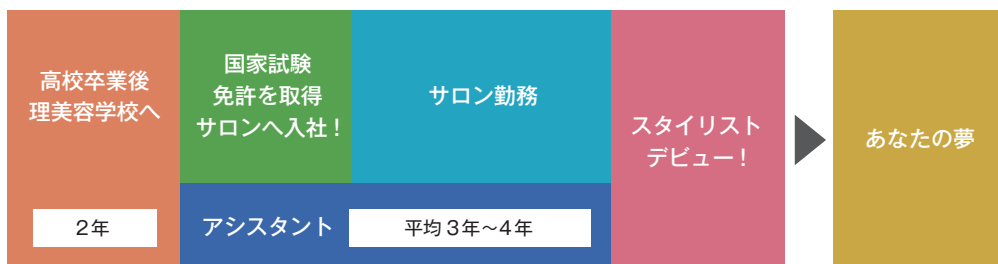 高校卒業後
理美容学校へ
2年
国家試験
免許を取得
サロンへ入社！
サロン勤務
アシスタント
平均3年～4年
スタイリスト
デビュー！
あなたの夢